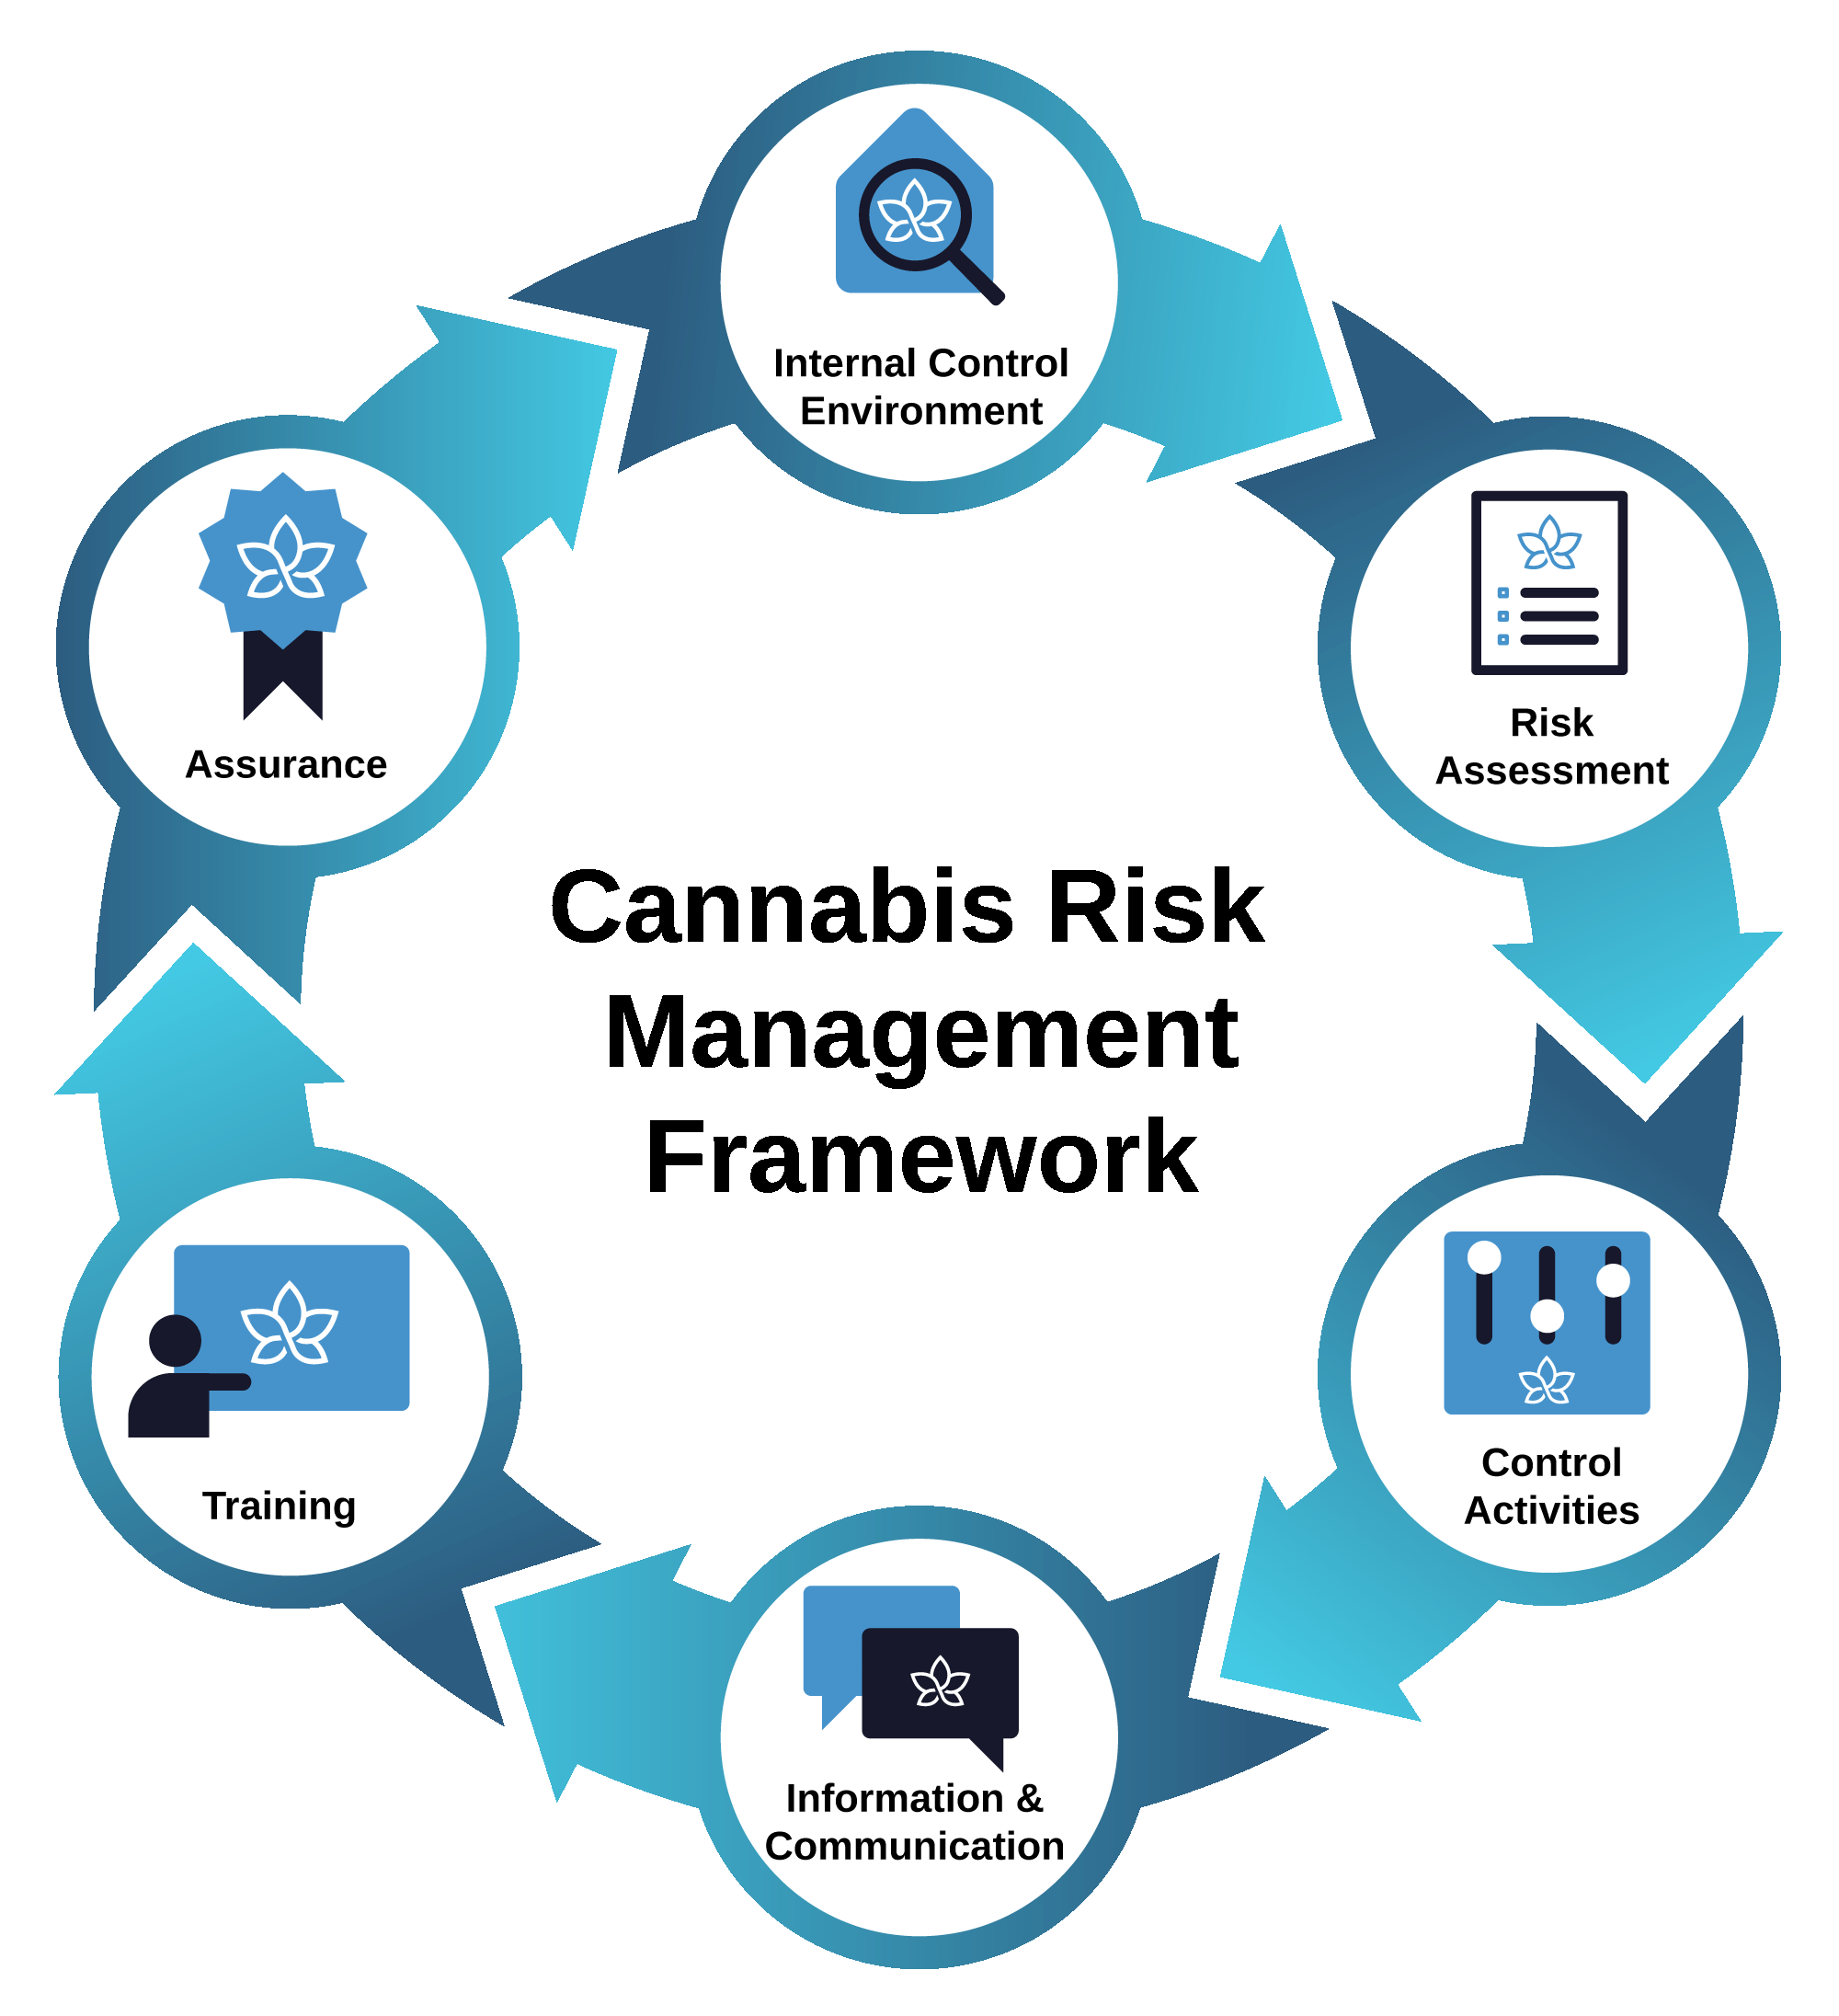 Internal Control
Environment
Risk
Assessment
Control
Activities
Information &
Communication
Training
Assurance
Cannabis Risk
Management
Framework